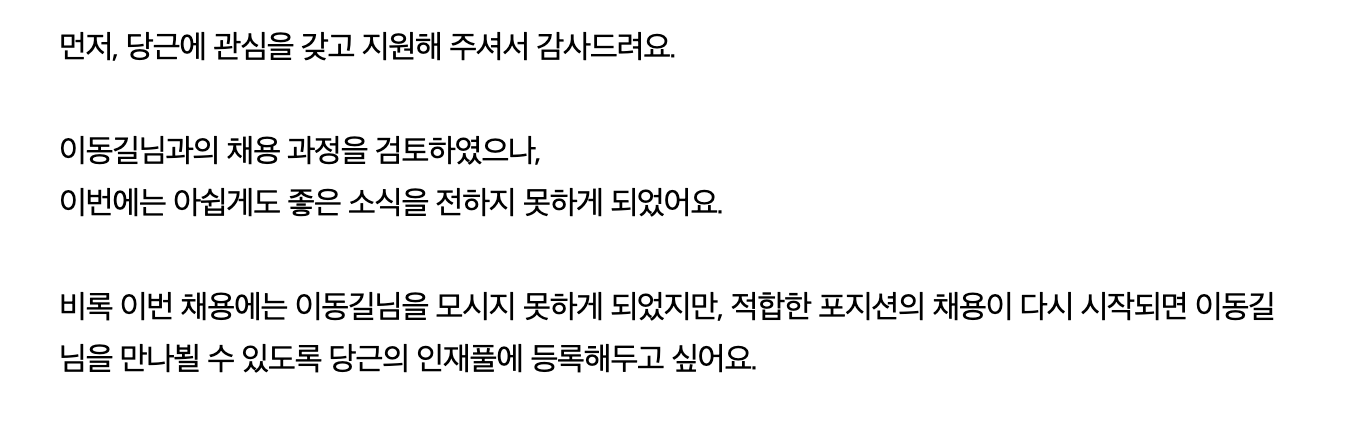 먼저, 당근에 관심을 갖고 지원해 주셔서 감사드려요.
이동길님과의 채용 과정을 검토하였으나,
이번에는 아쉽게도 좋은 소식을 전하지 못하게 되었어요.
비록 이번 채용에는 이동길님을 모시지 못하게 되었지만, 적합한 포지션의 채용이 다시 시작되면 이동길
님을 만나뵐 수 있도록 당근의 인재풀에 등록해두고 싶어요.